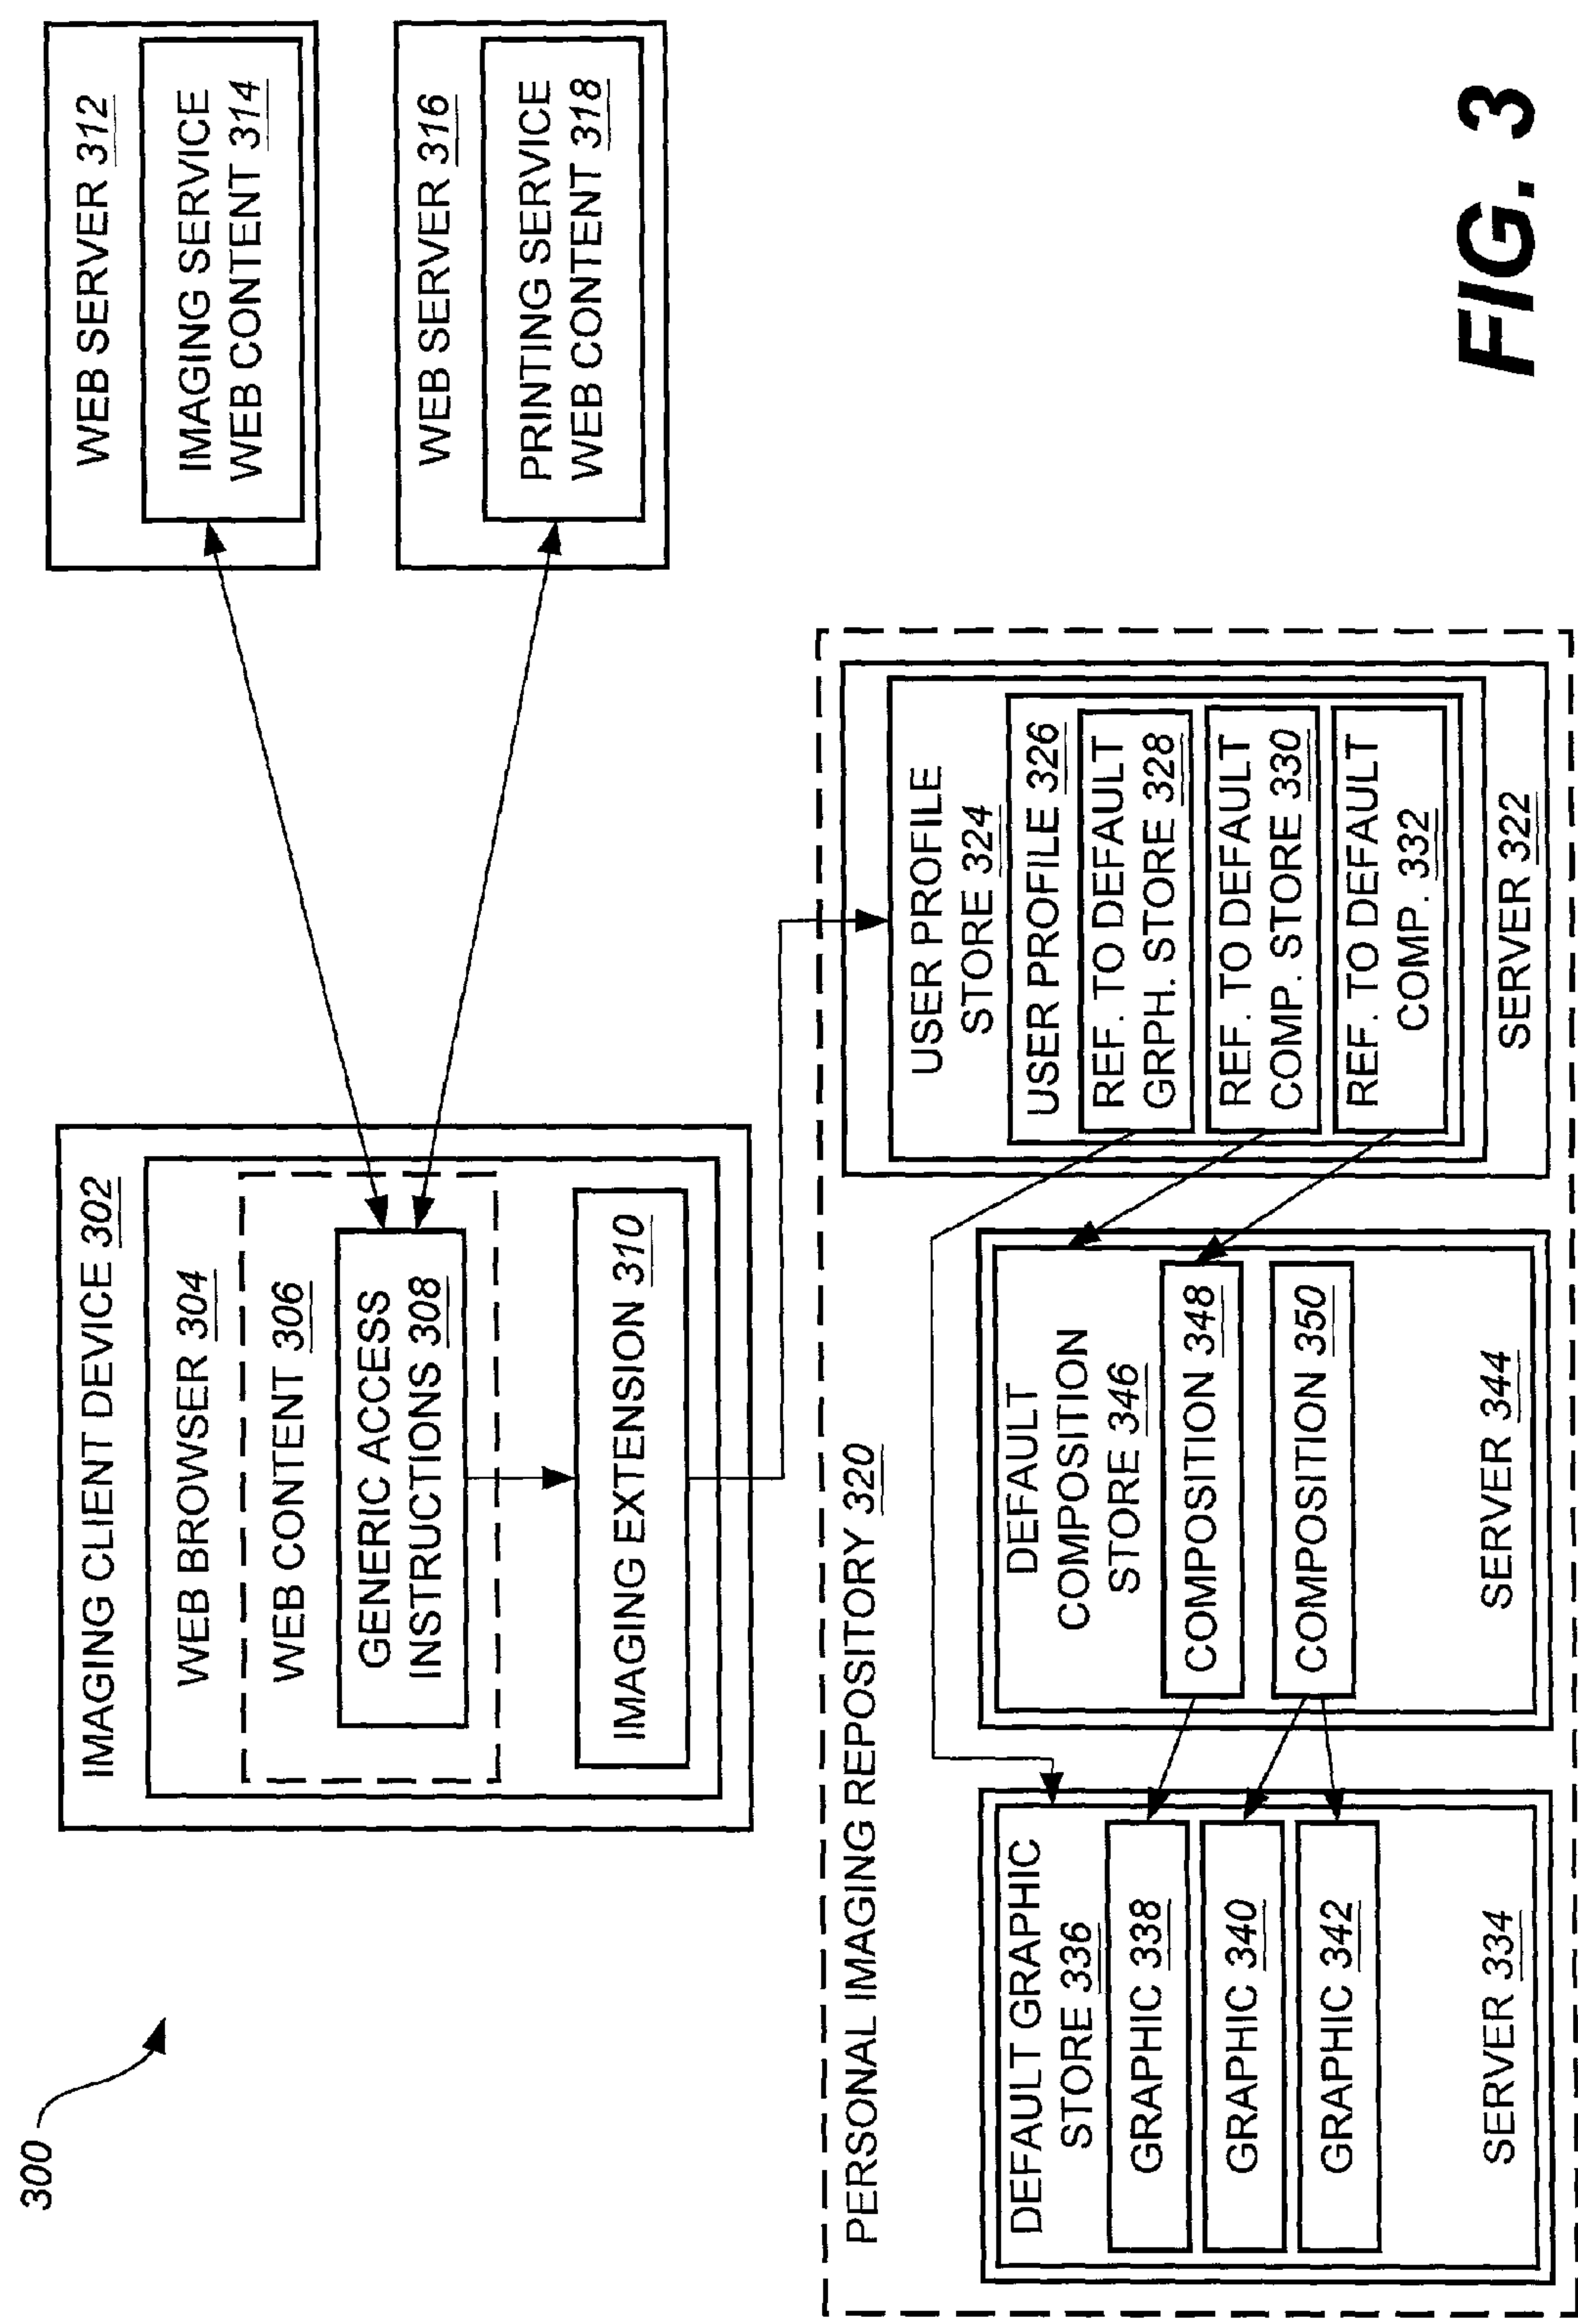 300
IMAGING CLIENT DEVICE 302
WEB BROWSER 304
WEB CONTENT 306
GENERIC ACCESS
INSTRUCTIONS 308
IMAGING EXTENSION 310
WEB SERVER 312
IMAGING SERVICE
WEB CONTENT 314
WEB SERVER 316
PRINTING SERVICE
WEB CONTENT 318
PERSONAL IMAGING REPOSITORY 320
DEFAULT GRAPHIC
STORE 336
GRAPHIC 338
GRAPHIC 340
GRAPHIC 342
SERVER 334
DEFAULT
COMPOSITION
STORE 346
COMPOSITION 348
COMPOSITION 350
SERVER 344
USER PROFILE
STORE 324
USER PROFILE 326
REF. TO DEFAULT
GRPH. STORE 328
REF. TO DEFAULT
COMP. STORE 330
REF. TO DEFAULT
COMP. 332
SERVER 322
FIG. 3